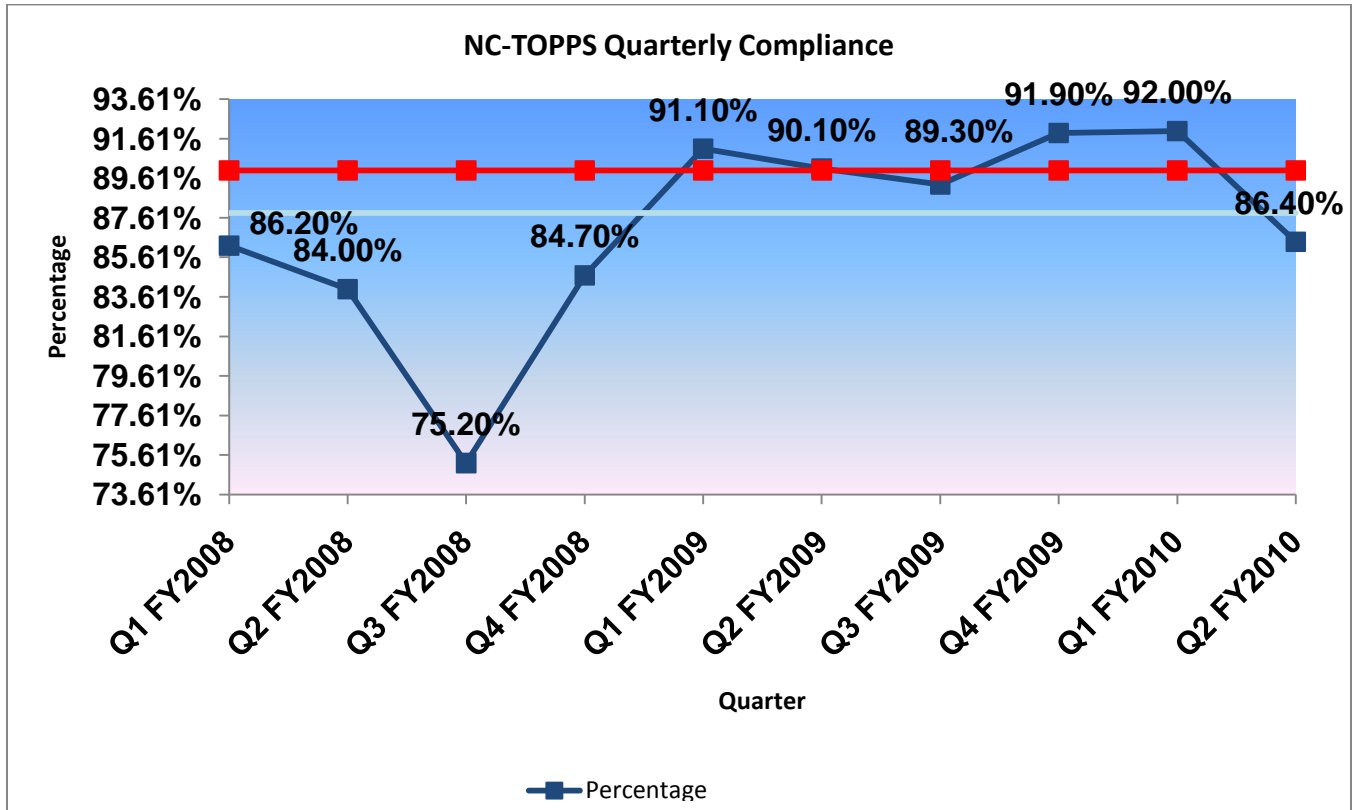 NC-TOPPS Quarterly Compliance
93.61%
91.61%
89.61%
87.61%
85.61%
83.61%
81.61%
79.61%
77.61%
75.61%
73.61%
Percentage
86.20%
84.00%
75.20%
84.70%
91.10%
90.10%
89.30%
91.90%
92.00%
86.40%
Q1 FY2008
Q2 FY2008
Q3 FY2008
Q4 FY2008
Q1 FY2009
Q2 FY2009
Q3 FY2009
Q4 FY2009
Q1 FY2010
Q2 FY2010
Quarter
Percentage